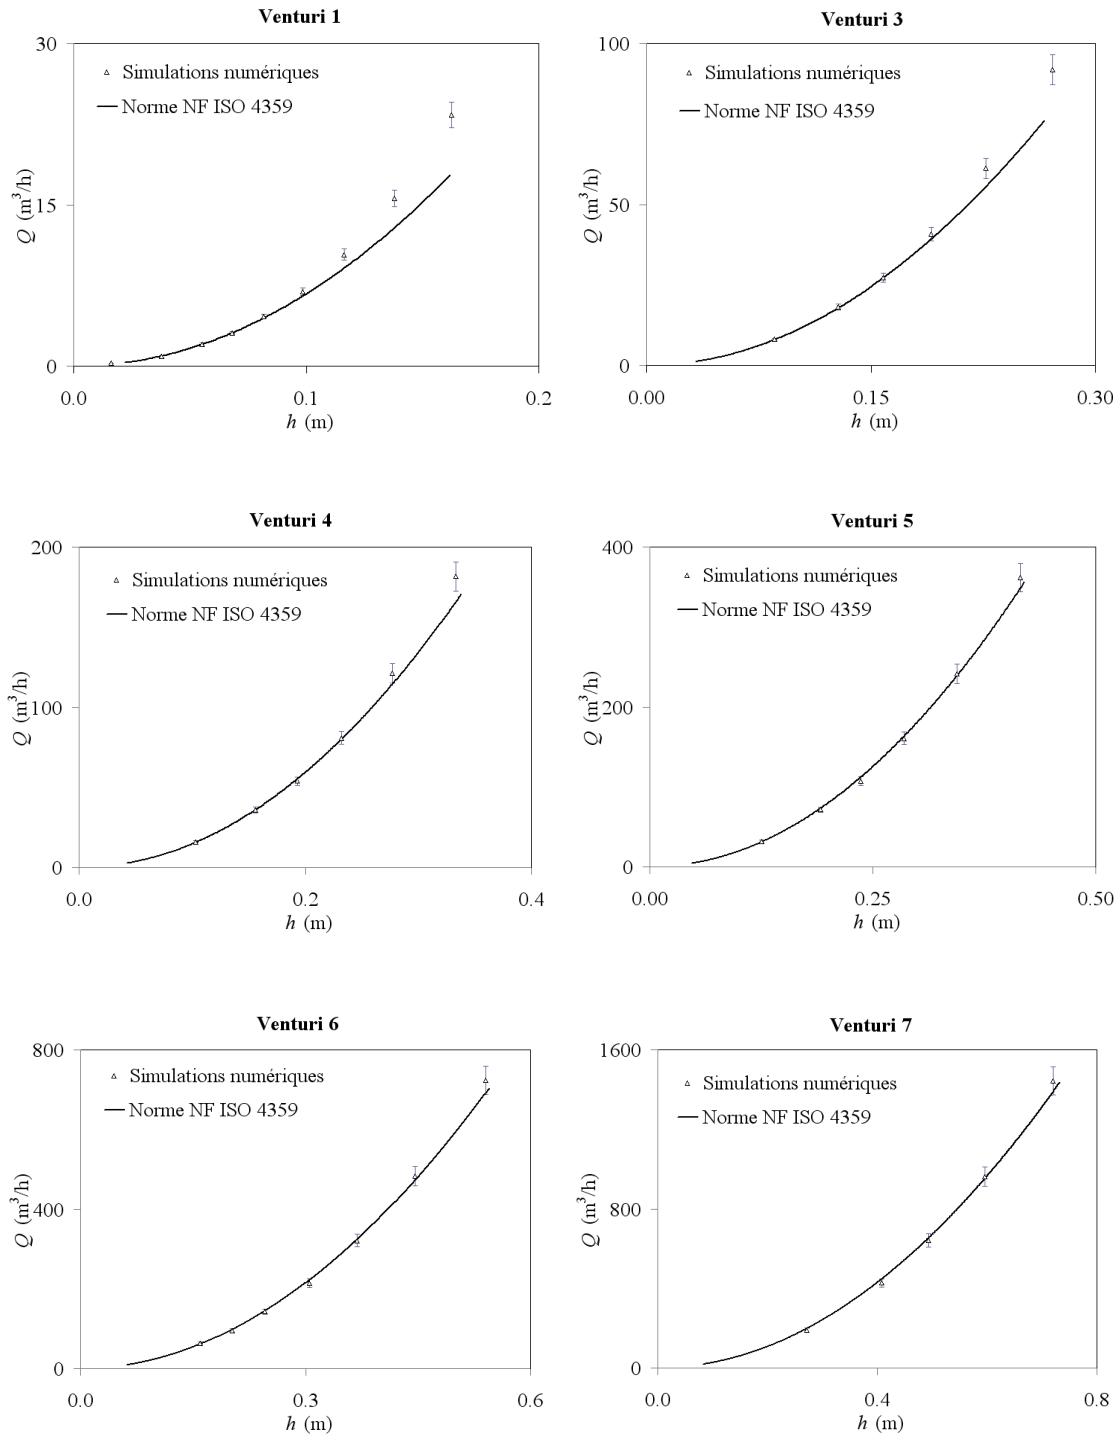 Venturi 1
30
Simulations numériques
Norme NF ISO 4359
Q (m³/h)
15
0
0.0
0.1
0.2
h (m)
Venturi 3
100
Simulations numériques
Norme NF ISO 4359
Q (m³/h)
50
0
0.00
0.15
0.30
h (m)
Venturi 4
200
Simulations numériques
Norme NF ISO 4359
Q (m³/h)
100
0
0.0
0.2
0.4
h (m)
Venturi 5
400
Simulations numériques
Norme NF ISO 4359
Q (m³/h)
200
0
0.00
0.25
0.50
h (m)
Venturi 6
800
Simulations numériques
Norme NF ISO 4359
Q (m³/h)
400
0
0.0
0.3
0.6
h (m)
Venturi 7
1600
Simulations numériques
Norme NF ISO 4359
Q (m³/h)
800
0
0.0
0.4
0.8
h (m)